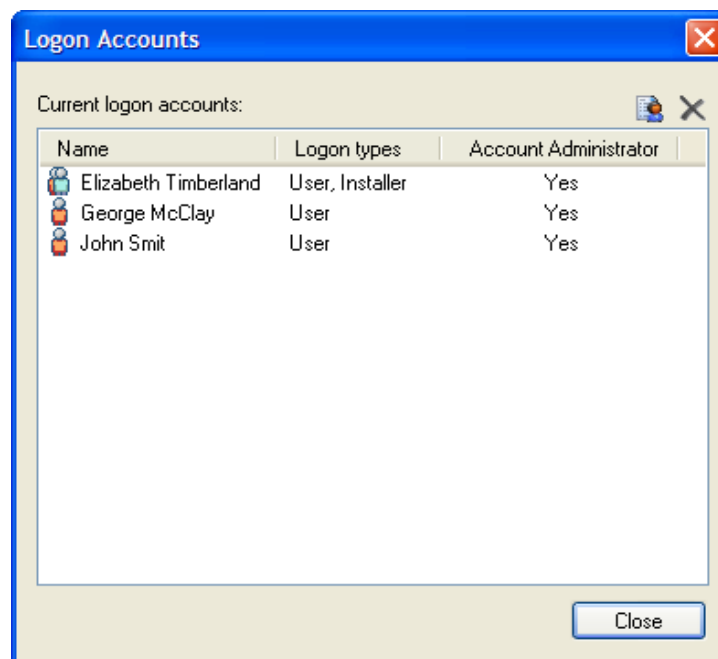 Logon Accounts
Current logon accounts:
Name Logon types Account Administrator
Elizabeth Timberland User, Installer Yes
George McClay User Yes
John Smit User Yes
Close